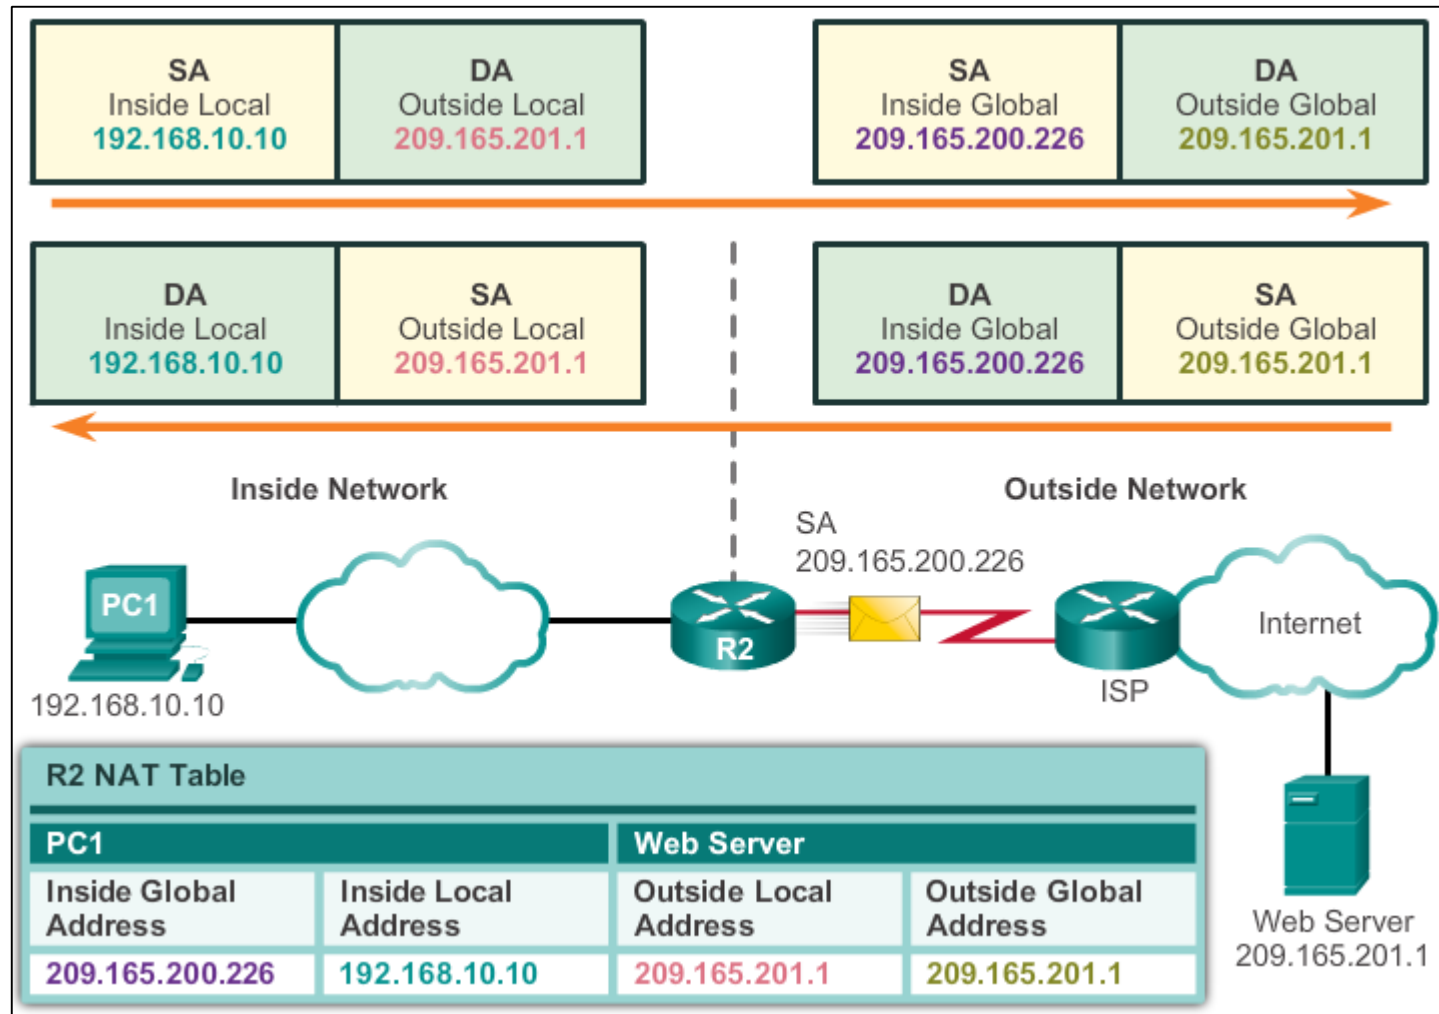 SA
Inside Local
192.168.10.10
DA
Outside Local
209.165.201.1
SA
Inside Global
209.165.200.226
DA
Outside Global
209.165.201.1
DA
Inside Local
192.168.10.10
SA
Outside Local
209.165.201.1
DA
Inside Global
209.165.200.226
SA
Outside Global
209.165.201.1
Inside Network
Outside Network
SA
209.165.200.226
PC1
192.168.10.10
R2
ISP
Internet
Web Server
209.165.201.1
R2 NAT Table
PC1
Web Server
Inside Global
Address
Inside Local
Address
Outside Local
Address
Outside Global
Address
209.165.200.226
192.168.10.10
209.165.201.1
209.165.201.1